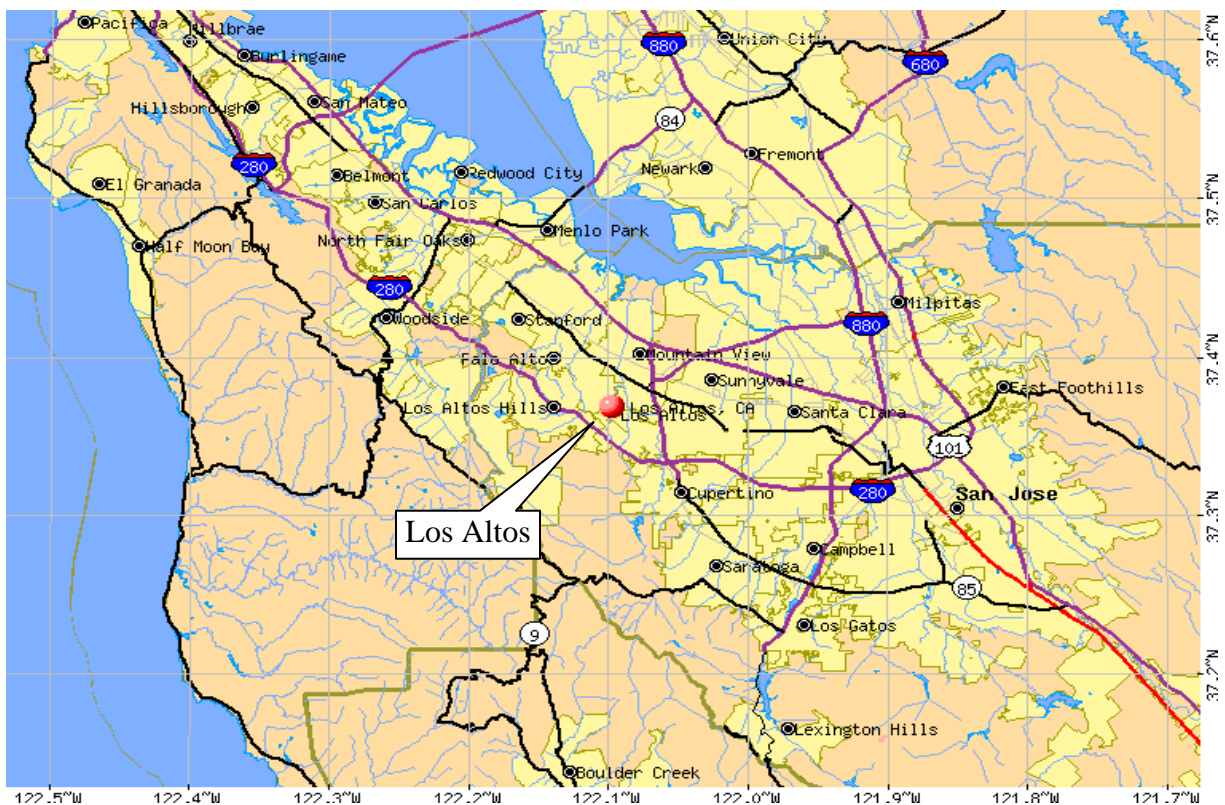 Pacifica
Millbrae
Burlingame
880
Union City
680
37.6°N
Hillsborough
San Mateo
84
280
Belmont
Redwood City
Newark
Fremont
El Granada
San Carlos
37.5°N
Half Moon Bay
North Fair Oaks
Menlo Park
280
Woodside
Stanford
880
Milpitas
Palo Alto
Mountain View
37.4°N
Sunnyvale
East Foothills
Los Altos Hills
Los Altos, CA
Los Altos
Santa Clara
101
Cupertino
280
San Jose
37.3°N
Los Altos
Campbell
Saratoga
85
9
Los Gatos
37.2°N
Lexington Hills
Boulder Creek
122.5°W 122.4°W 122.3°W 122.2°W 122.1°W 122.0°W 121.9°W 121.8°W 121.7°W